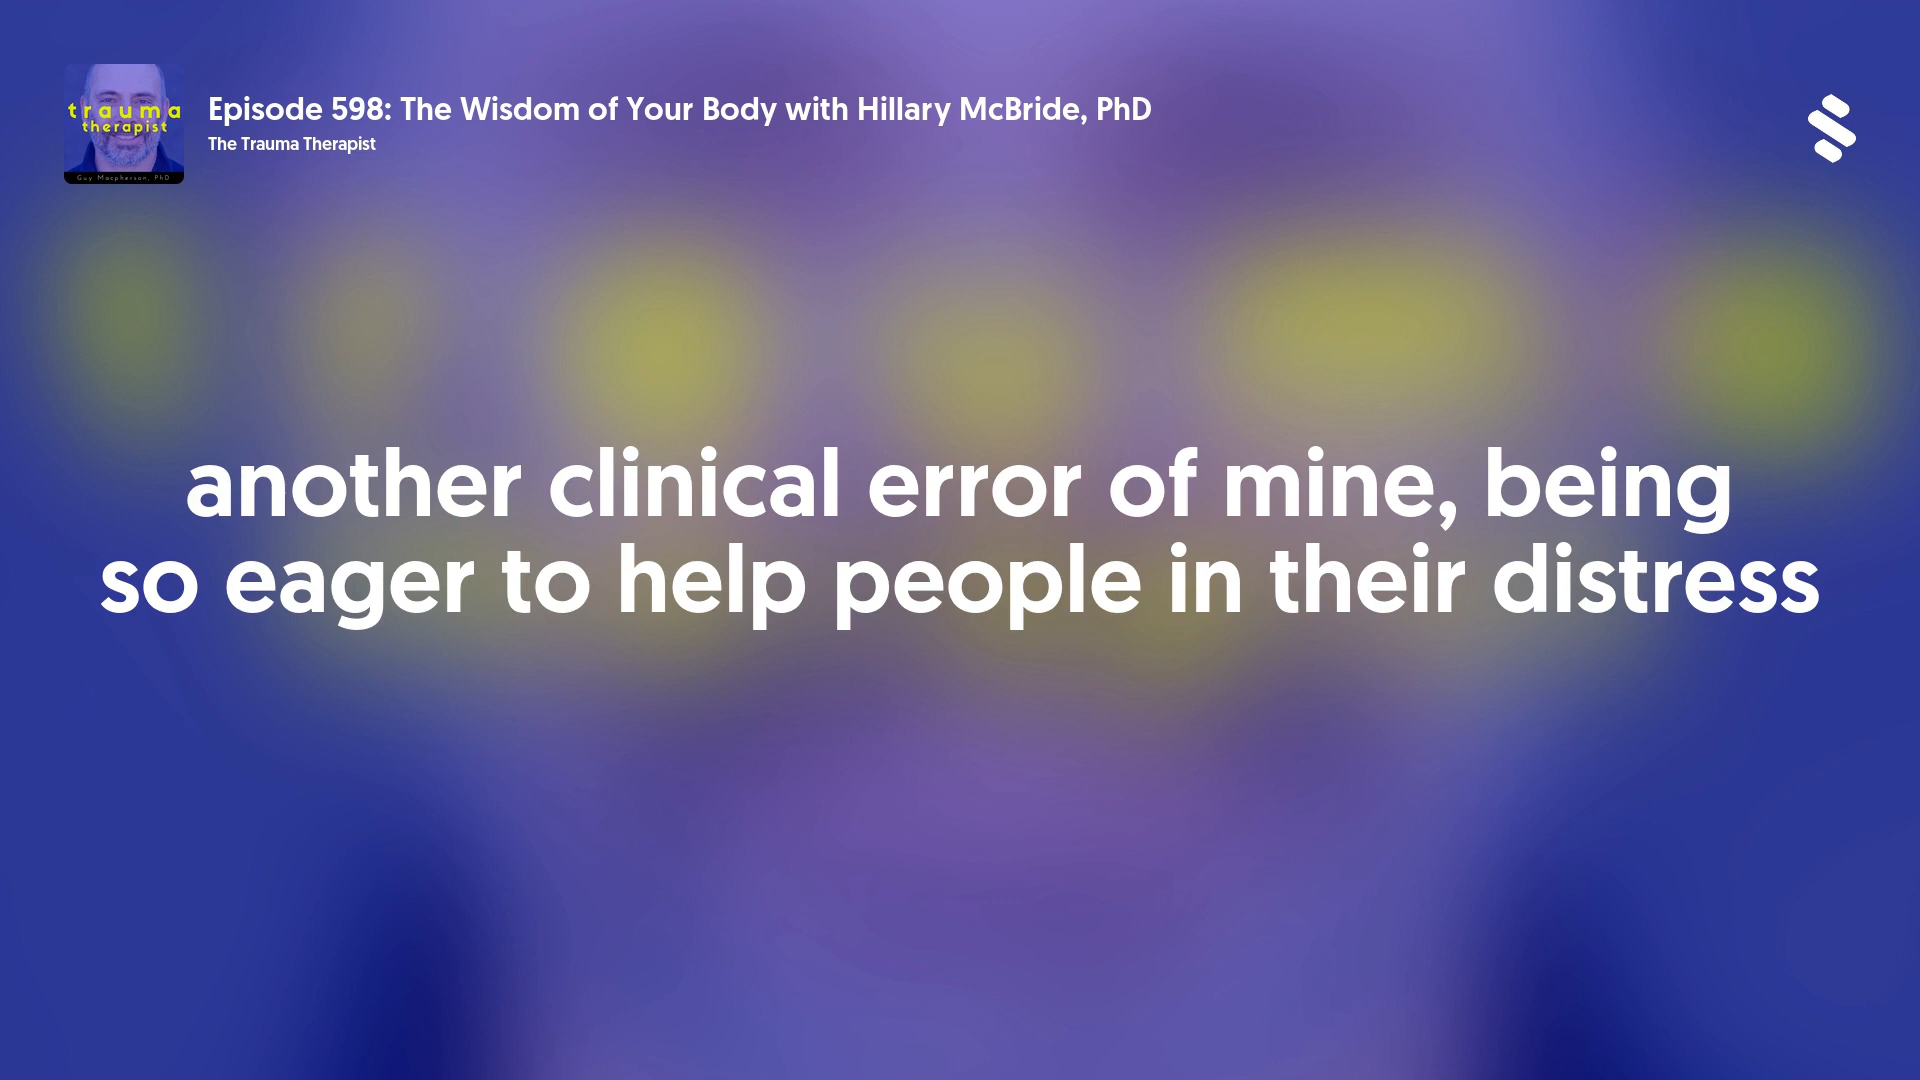 trauma
therapist
Guy Macpherson, PhD
Episode 598: The Wisdom of Your Body with Hillary McBride, PhD
The Trauma Therapist
another clinical error of mine, being
so eager to help people in their distress